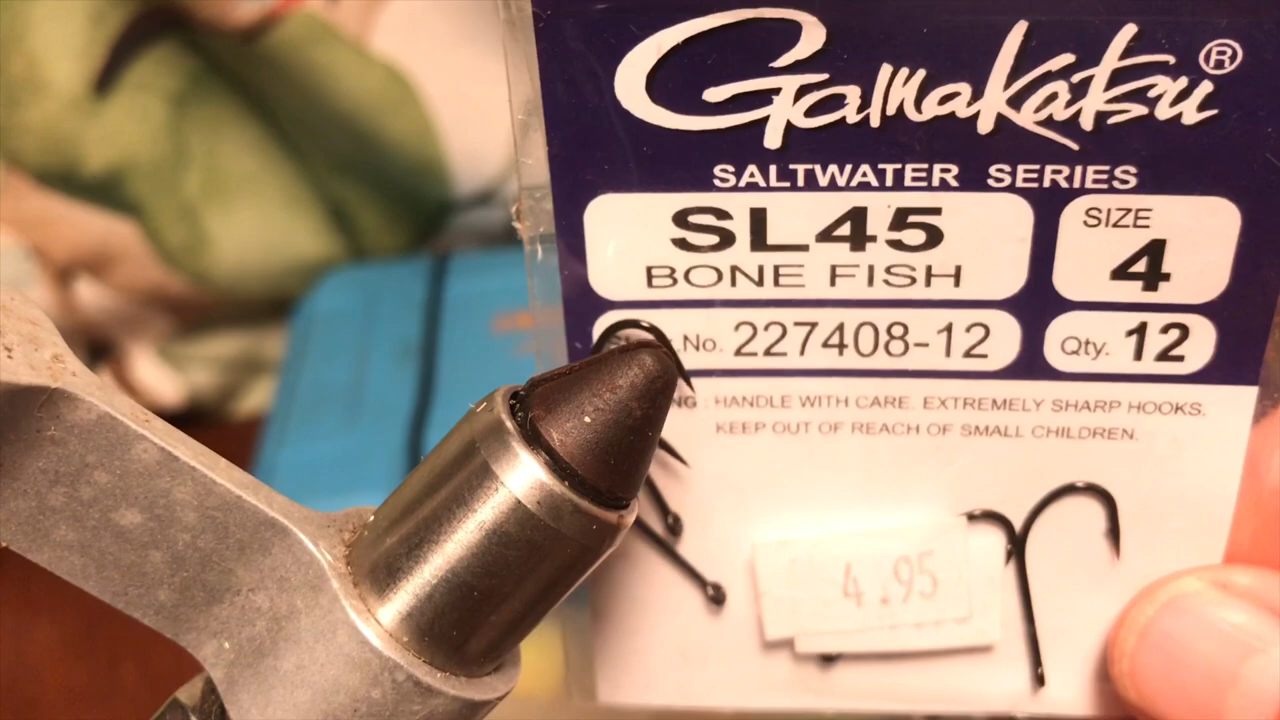 Gamakatsu®
SALTWATER SERIES
SL45
BONE FISH
SIZE
4
No. 227408-12
Qty. 12
: HANDLE WITH CARE. EXTREMELY SHARP HOOKS.
KEEP OUT OF REACH OF SMALL CHILDREN.
4.95